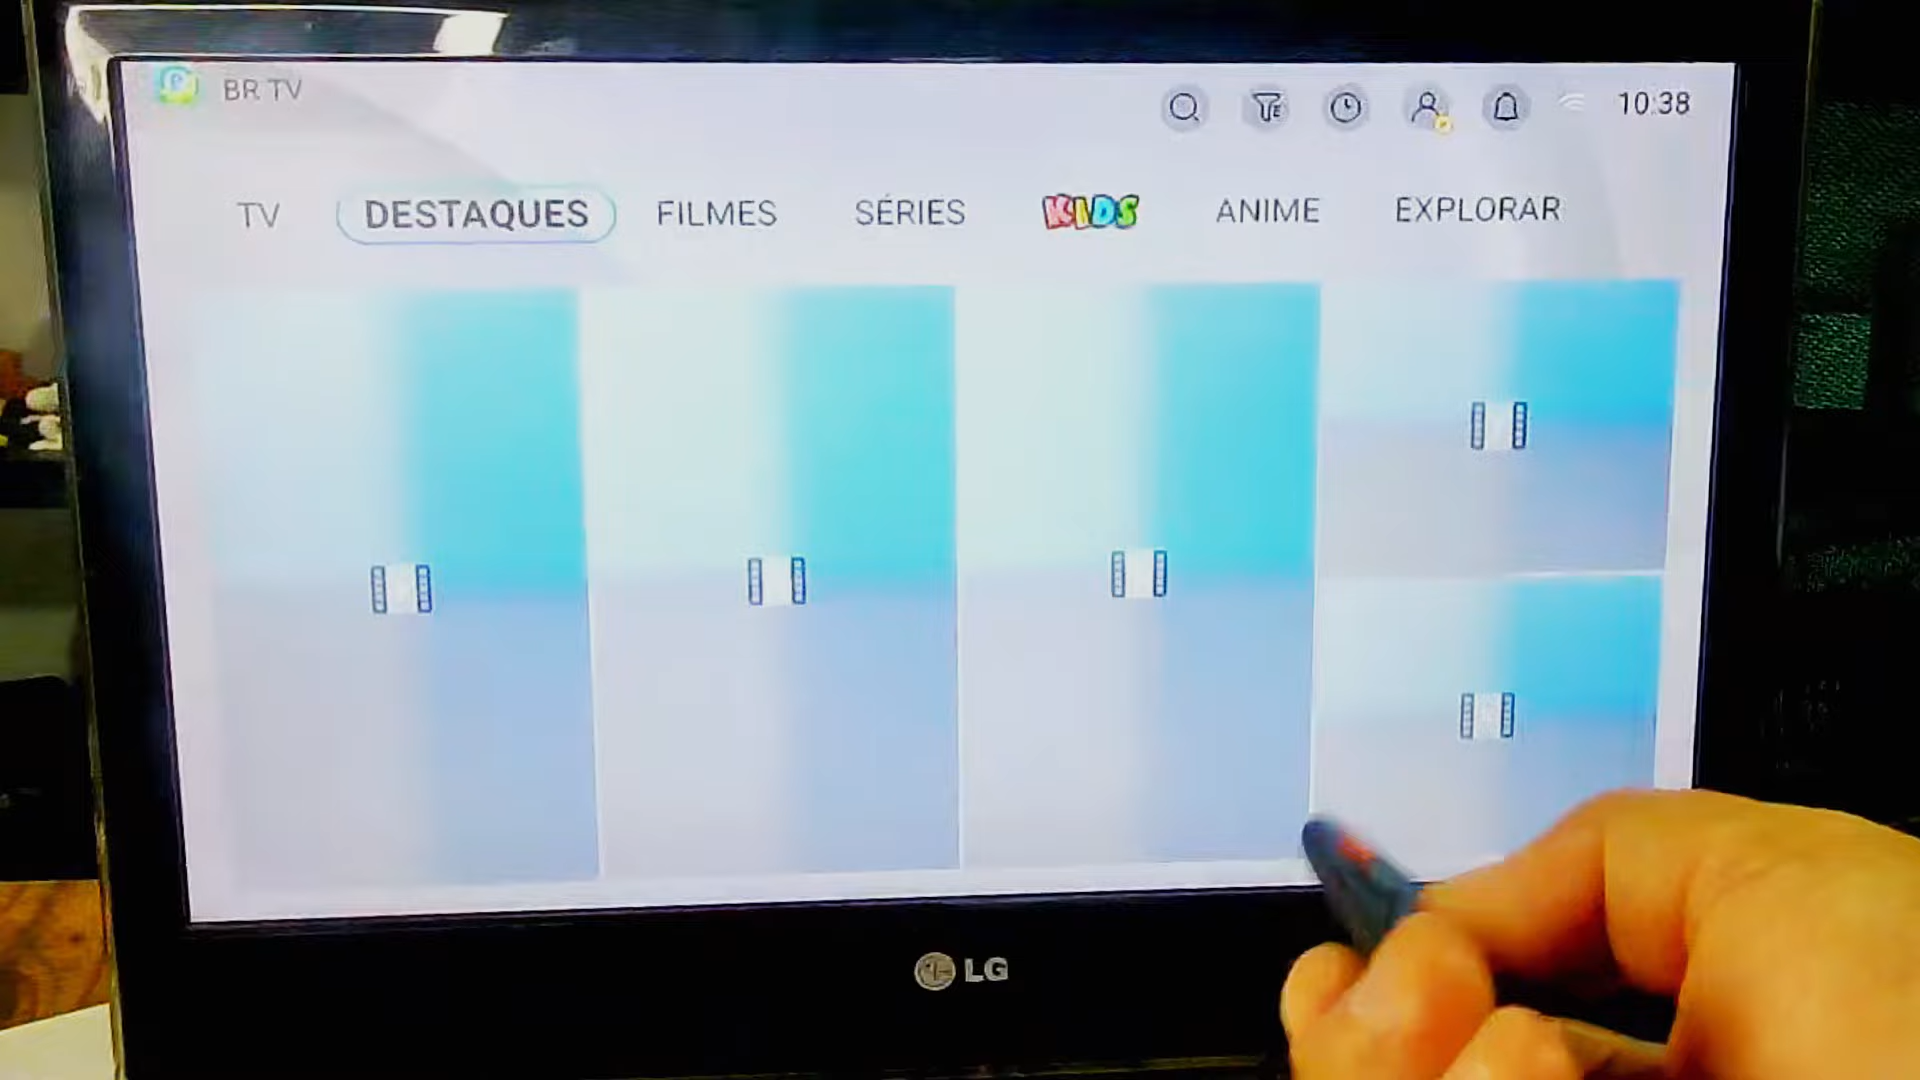 BR TV
10:38
TV DESTAQUES FILMES SÉRIES KIDS ANIME EXPLORAR
LG